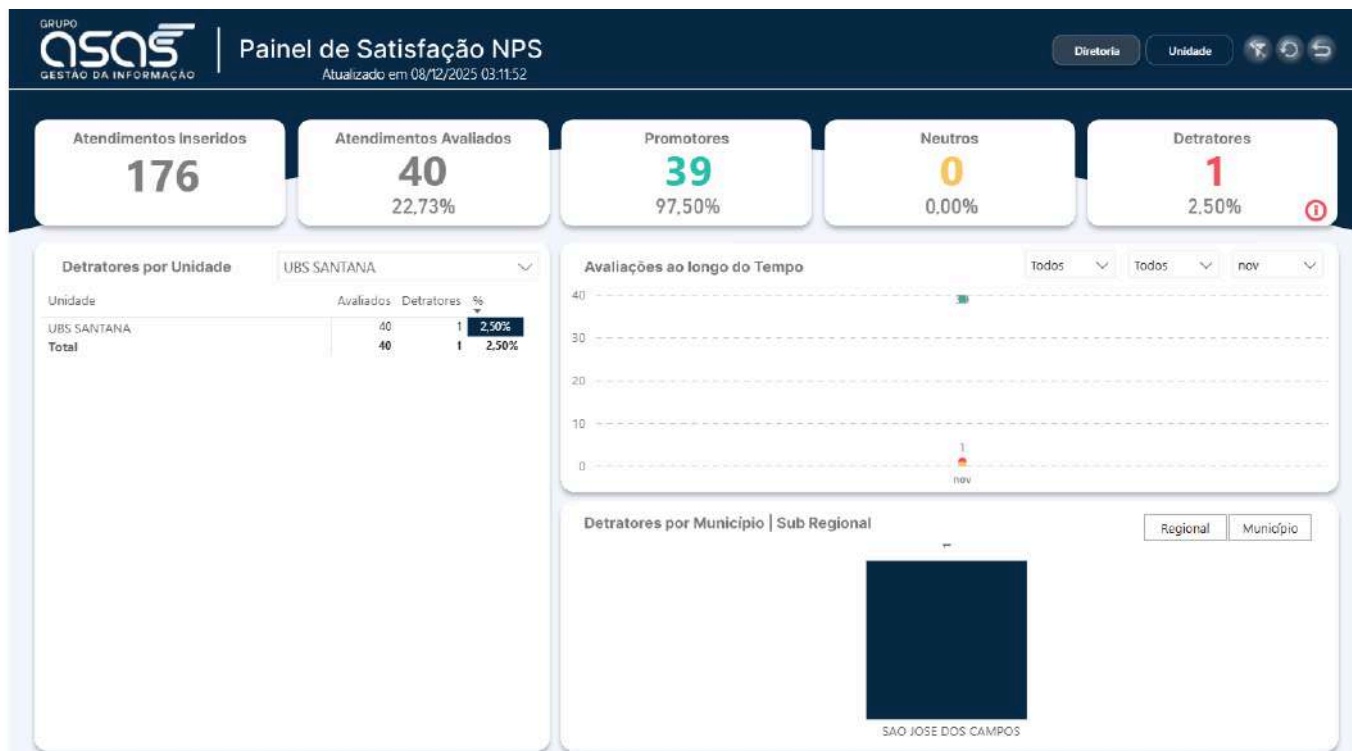 GRUPO
asas
GESTÃO DA INFORMAÇÃO
Painel de Satisfação NPS
Atualizado em 08/12/2025 03:11:52
Diretoria
Unidade
Atendimentos Inseridos
176
Atendimentos Avaliados
40
22,73%
Promotores
39
97,50%
Neutros
0
0,00%
Detratores
1
2,50%
Detratores por Unidade
UBS SANTANA
Unidade Avaliados Detratores %
UBS SANTANA 40 1 2,50%
Total 40 1 2,50%
Avaliações ao longo do Tempo
Todos
Todos
nov
40
30
20
10
0
1
nov
Detratores por Município | Sub Regional
Regional
Município
1
SAO JOSE DOS CAMPOS